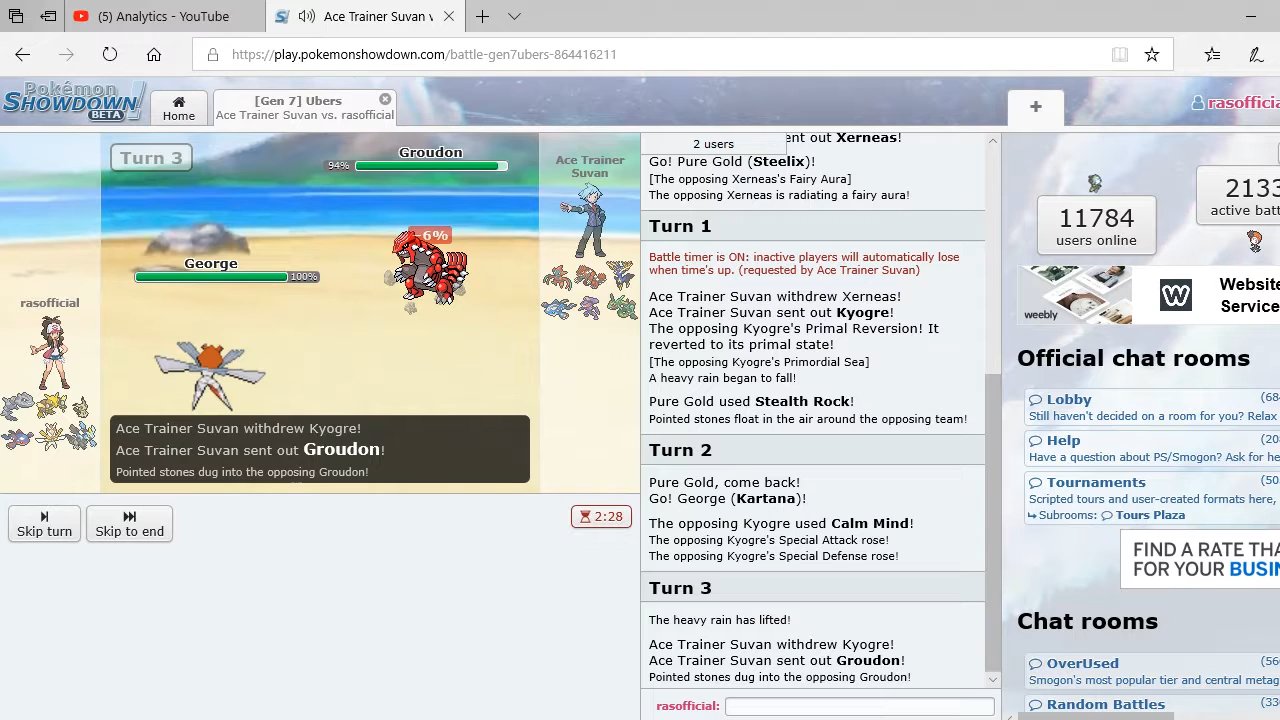 (5) Analytics - YouTube
Ace Trainer Suvan v
https://play.pokemonshowdown.com/battle-gen7ubers-864416211
Pokémon
SHOWDOWN!
BETA
Home
[Gen 7] Ubers
Ace Trainer Suvan vs. rasofficial
+
rasofficia
Turn 3
Groudon
94%
-6%
George
100%
rasofficial
Ace Trainer
Suvan
Ace Trainer Suvan withdrew Kyogre!
Ace Trainer Suvan sent out Groudon!
Pointed stones dug into the opposing Groudon!
Skip turn
Skip to end
2:28
2 users
ent out Xerneas!
Go! Pure Gold (Steelix)!
[The opposing Xerneas's Fairy Aura]
The opposing Xerneas is radiating a fairy aura!
Turn 1
Battle timer is ON: inactive players will automatically lose
when time's up. (requested by Ace Trainer Suvan)
Ace Trainer Suvan withdrew Xerneas!
Ace Trainer Suvan sent out Kyogre!
The opposing Kyogre's Primal Reversion! It
reverted to its primal state!
[The opposing Kyogre's Primordial Sea]
A heavy rain began to fall!
Pure Gold used Stealth Rock!
Pointed stones float in the air around the opposing team!
Turn 2
Pure Gold, come back!
Go! George (Kartana)!
The opposing Kyogre used Calm Mind!
The opposing Kyogre's Special Attack rose!
The opposing Kyogre's Special Defense rose!
Turn 3
The heavy rain has lifted!
Ace Trainer Suvan withdrew Kyogre!
Ace Trainer Suvan sent out Groudon!
Pointed stones dug into the opposing Groudon!
rasofficial:
11784
users online
2133
active batt
weebly
W
Website
Service
Official chat rooms
Lobby
(68
Still haven't decided on a room for you? Relax
Help
(20
Have a question about PS/Smogon? Ask for he
Tournaments
(50
Scripted tours and user-created formats here,
Subrooms: Tours Plaza
FIND A RATE THA
FOR YOUR BUSIN
Chat rooms
OverUsed
(56
Smogon's most popular tier and central metag
Random Battles
(33